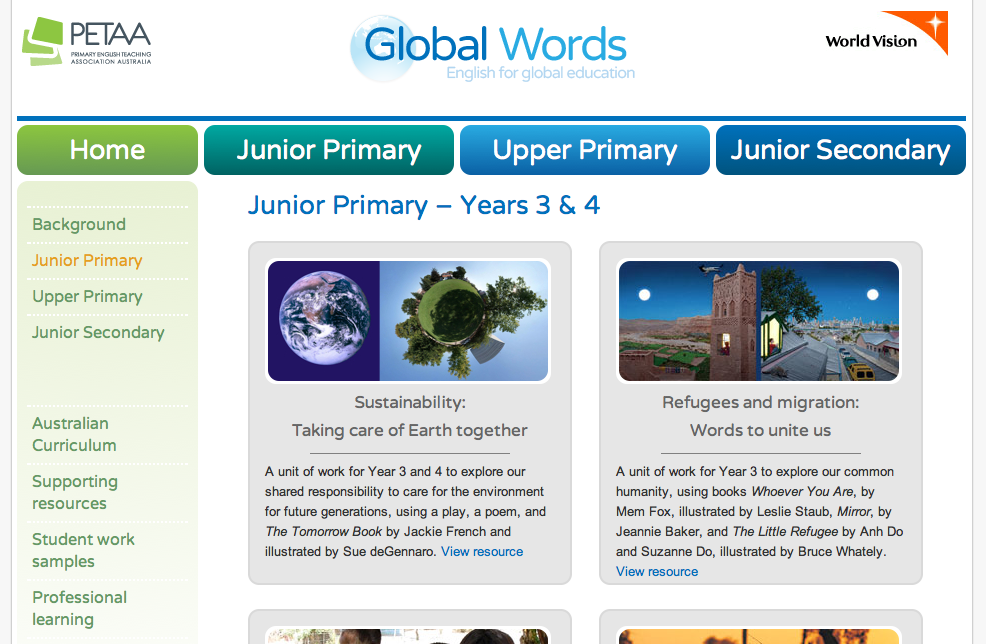 PETAA
PRIMARY ENGLISH TEACHING
ASSOCIATION AUSTRALIA
Global Words
English for global education
World Vision
Home
Junior Primary
Upper Primary
Junior Secondary
Background
Junior Primary
Upper Primary
Junior Secondary
Australian
Curriculum
Supporting
resources
Student work
samples
Professional
learning
Junior Primary – Years 3 & 4
Sustainability:
Taking care of Earth together
A unit of work for Year 3 and 4 to explore our
shared responsibility to care for the environment
for future generations, using a play, a poem, and
The Tomorrow Book by Jackie French and
illustrated by Sue deGennaro. View resource
Refugees and migration:
Words to unite us
A unit of work for Year 3 to explore our common
humanity, using books Whoever You Are, by
Mem Fox, illustrated by Leslie Staub, Mirror, by
Jeannie Baker, and The Little Refugee by Anh Do
and Suzanne Do, illustrated by Bruce Whately.
View resource